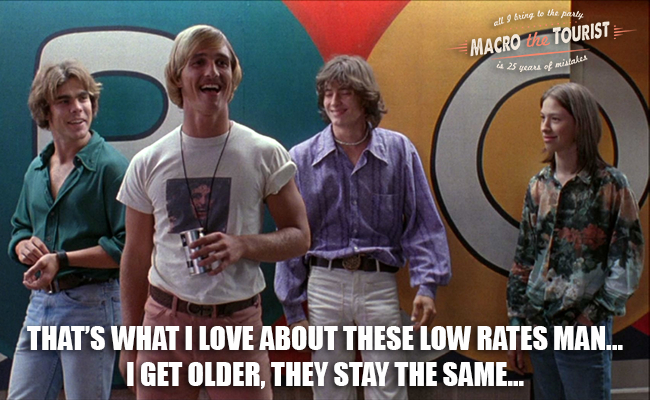 all I bring to the party
MACRO the TOURIST
is 25 years of mistakes
THAT'S WHAT I LOVE ABOUT THESE LOW RATES MAN...
I GET OLDER, THEY STAY THE SAME...